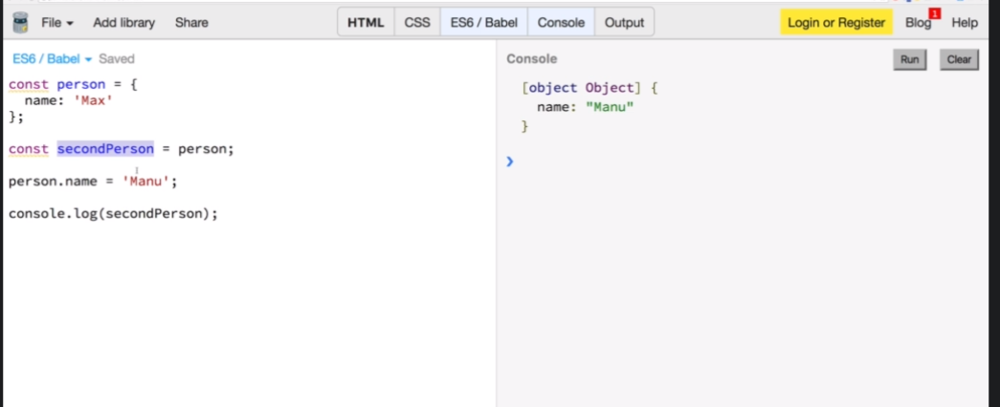 File Add library Share HTML CSS ES6 / Babel Console Output Login or Register Blog 1 Help
ES6 / Babel Saved
const person = {
  name: 'Max'
};
const secondPerson = person;
person.name = 'Manu';
console.log(secondPerson);
Console Run Clear
[object Object] {
  name: "Manu"
}
❯